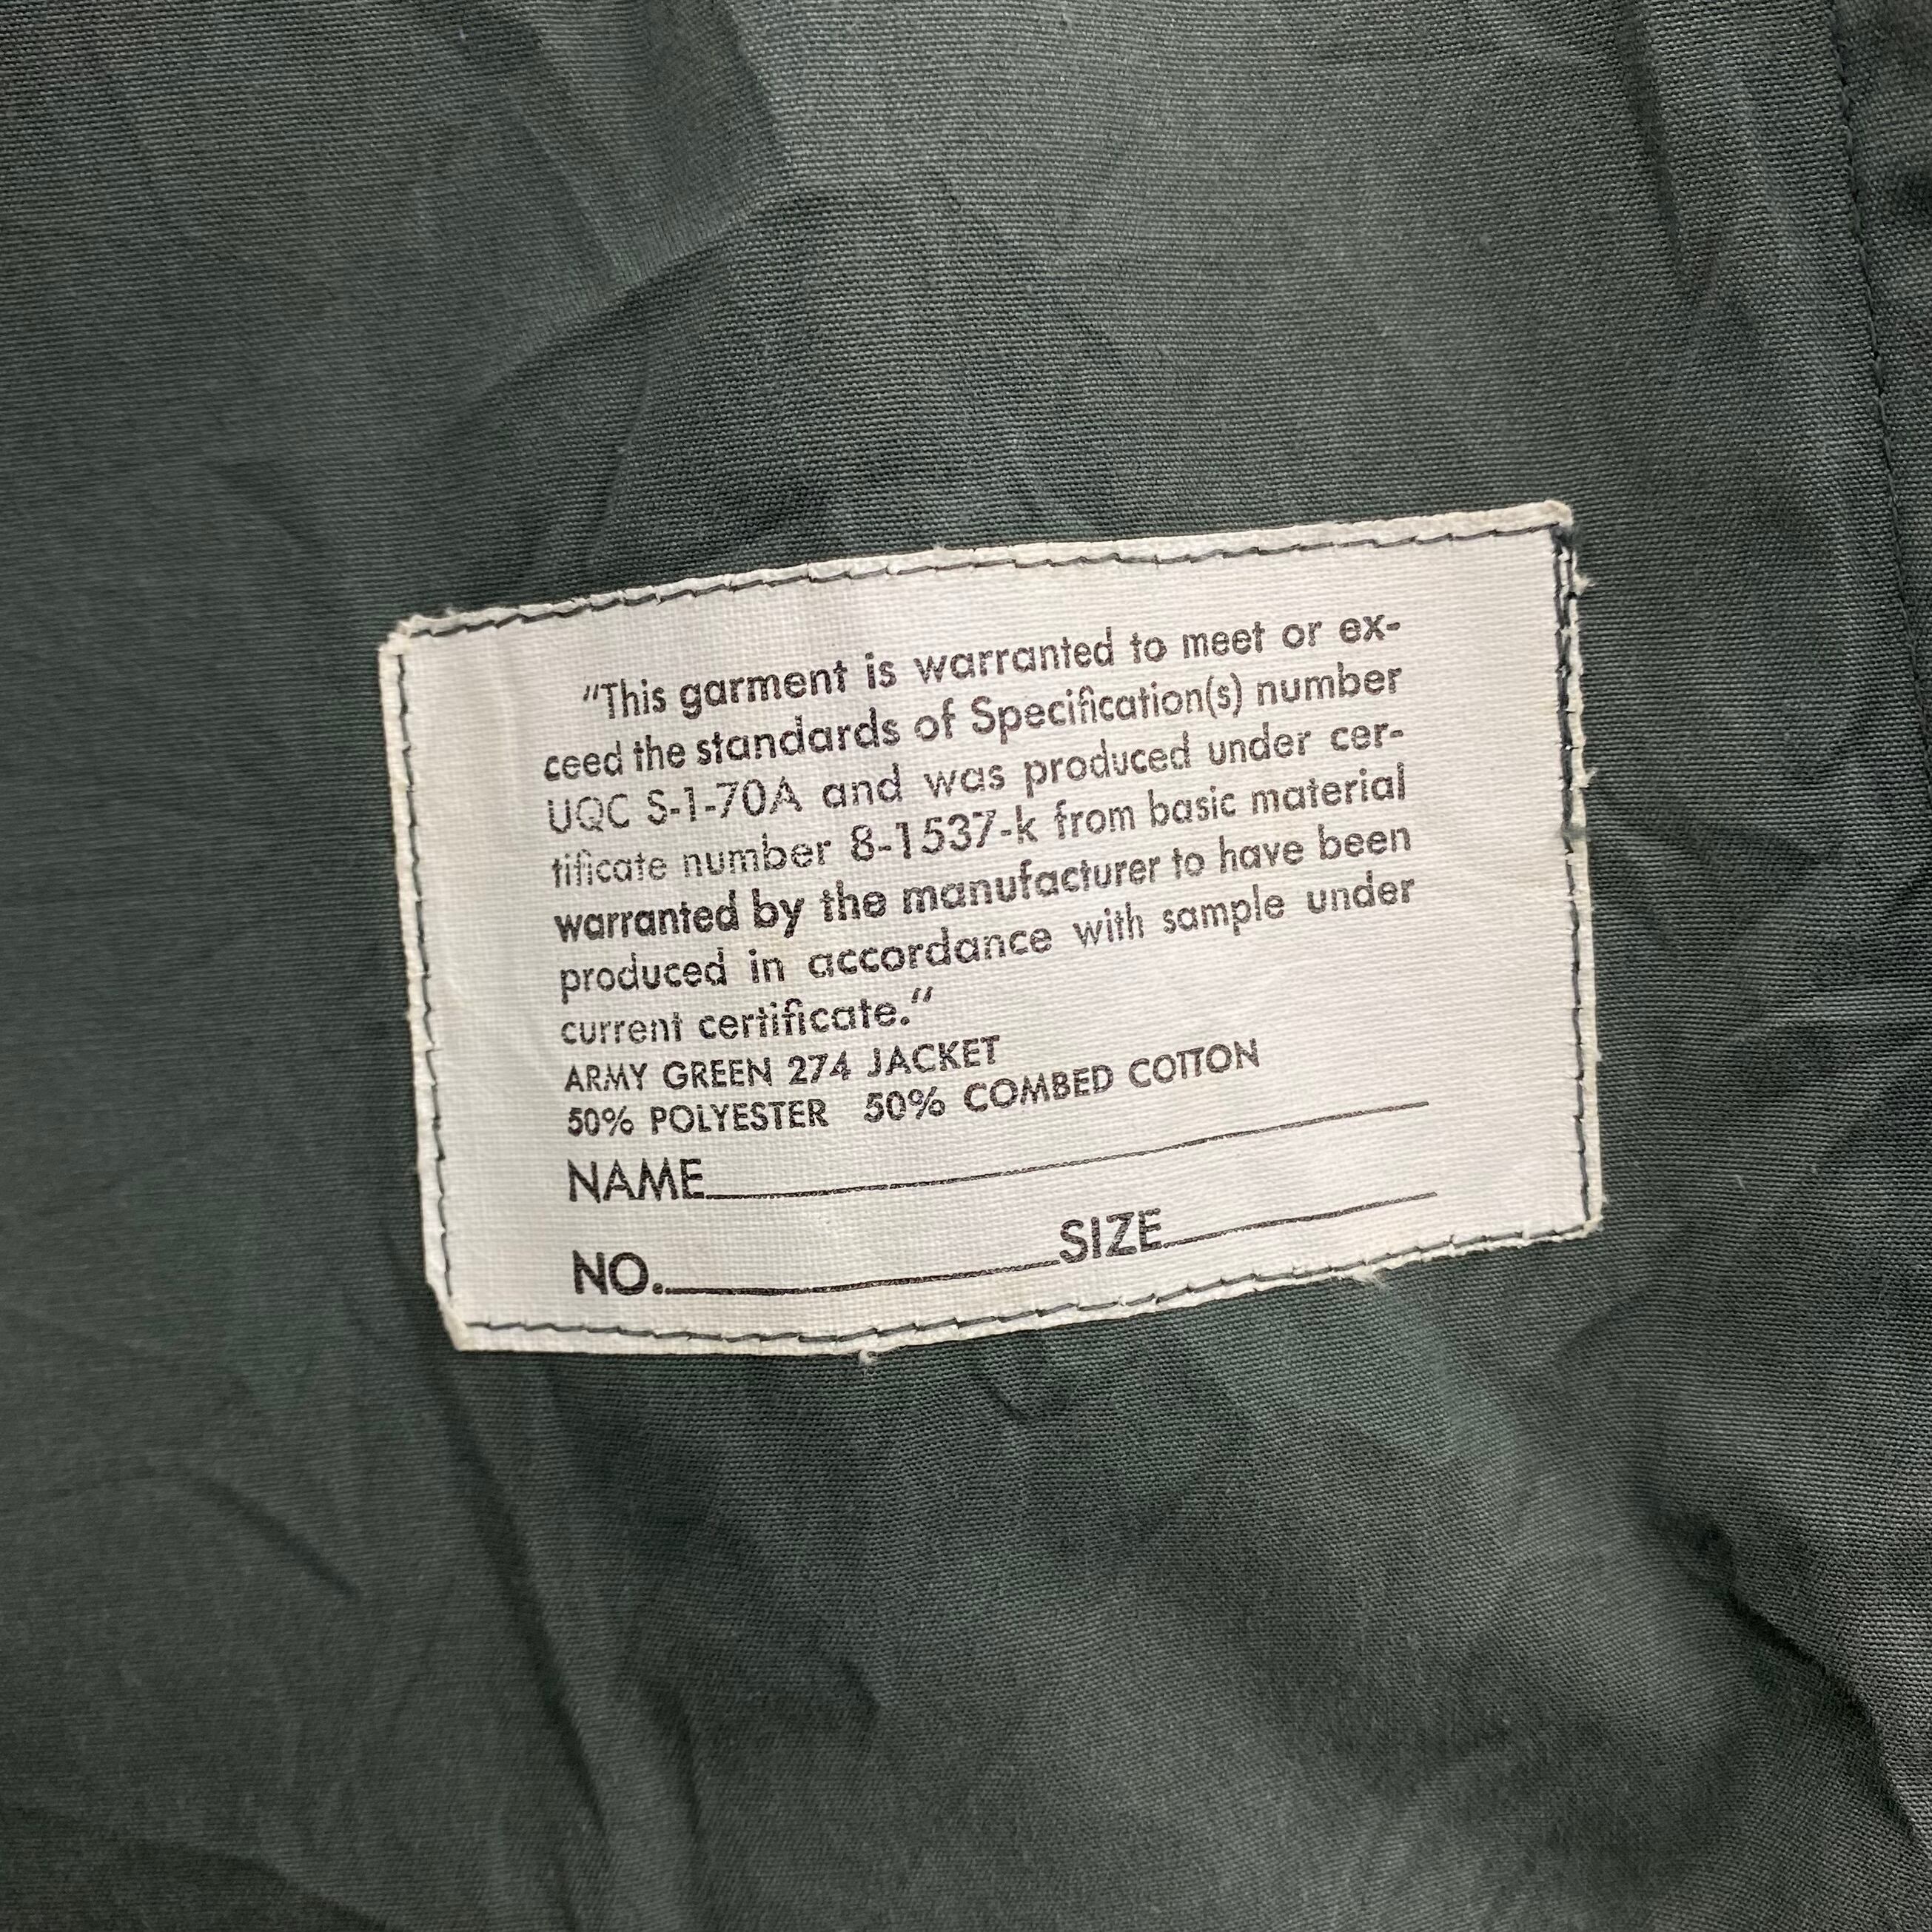 "This garment is warranted to meet or ex-
ceed the standards of Specification(s) number
UQC S-1-70A and was produced under cer-
tificate number 8-1537-k from basic material
warranted by the manufacturer to have been
produced in accordance with sample under
current certificate."
ARMY GREEN 274 JACKET
50% POLYESTER 50% COMBED COTTON
NAME
NO. SIZE